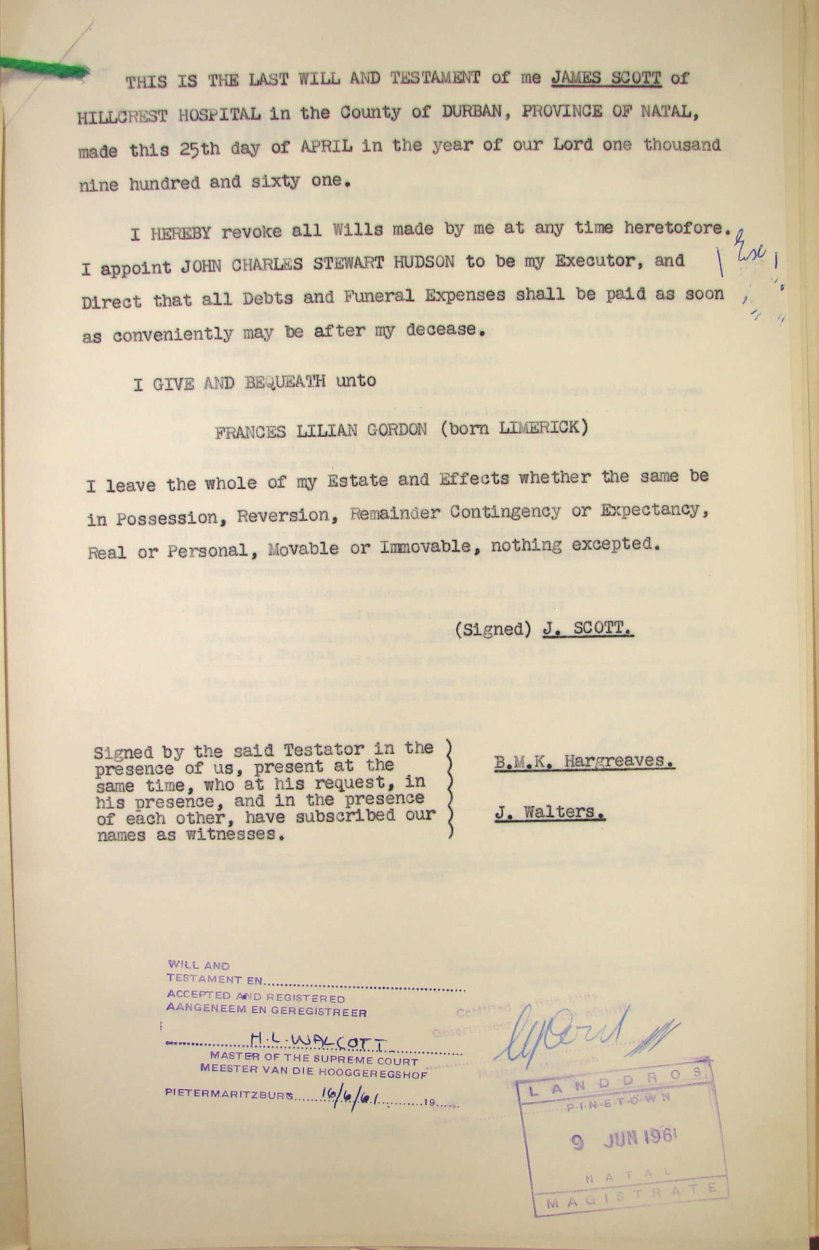 THIS IS THE LAST WILL AND TESTAMENT of me JAMES SCOTT of
HILLCREST HOSPITAL in the County of DURBAN, PROVINCE OF NATAL,
made this 25th day of APRIL in the year of our Lord one thousand
nine hundred and sixty one.
I HEREBY revoke all Wills made by me at any time heretofore.
I appoint JOHN CHARLES STEWART HUDSON to be my Executor, and
Direct that all Debts and Funeral Expenses shall be paid as soon
as conveniently may be after my decease.
I GIVE AND BEQUEATH unto
FRANCES LILIAN GORDON (born LIMERICK)
I leave the whole of my Estate and Effects whether the same be
in Possession, Reversion, Remainder Contingency or Expectancy,
Real or Personal, Movable or Immovable, nothing excepted.
(Signed) J. SCOTT.
Signed by the said Testator in the
presence of us, present at the
same time, who at his request, in
his presence, and in the presence
of each other, have subscribed our
names as witnesses.
B.M.K. Hargreaves.
J. Walters.
WILL AND
TESTAMENT EN
ACCEPTED AND REGISTERED
AANGENEEM EN GEREGISTREER
H.L. WALCOTT
MASTER OF THE SUPREME COURT
MEESTER VAN DIE HOOGGEREGSHOF
PIETERMARITZBURG 16/6/61 19
LANDDROS
PINETOWN
9 JUN 1961
NATAL
MAGISTRATE